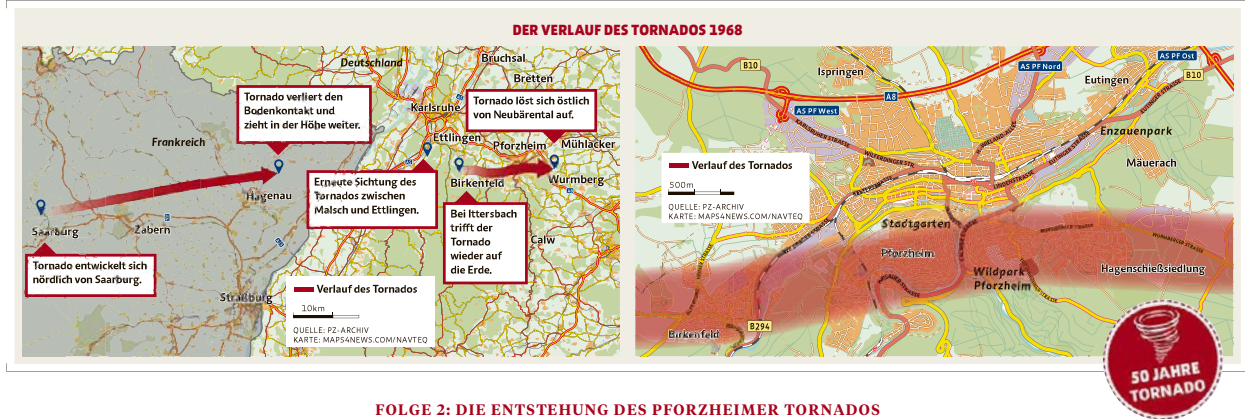 DER VERLAUF DES TORNADOS 1968
Deutschland
Bruchsal
Bretten
Tornado verliert den
Bodenkontakt und
zieht in der Höhe weiter.
Karlsruhe
Tornado löst sich östlich
von Neubärental auf.
Frankreich
Ettlingen
Pforzheim
Mühlacker
Hagenau
Erneute Sichtung des
Tornados zwischen
Malsch und Ettlingen.
Birkenfeld
Wurmberg
Saarburg
Zabern
Bei Ittersbach
trifft der
Tornado
wieder auf
die Erde.
Calw
Tornado entwickelt sich
nördlich von Saarburg.
Straßburg
Verlauf des Tornados
10km
QUELLE: PZ-ARCHIV
KARTE: MAPS4NEWS.COM/NAVTEQ
B10
Ispringen
AS PF Nord
AS PF Ost
Eutingen
B10
A8
AS PF West
KARLSRUHER STRASSE
EUTINGER STRASSE
Enzauenpark
WILFERDINGER STR.
Mäuerach
Verlauf des Tornados
500m
QUELLE: PZ-ARCHIV
KARTE: MAPS4NEWS.COM/NAVTEQ
Stadtgarten
Pforzheim
Wildpark
Pforzheim
Hagenschießsiedlung
Birkenfeld
B294
50 JAHRE
TORNADO
FOLGE 2: DIE ENTSTEHUNG DES PFORZHEIMER TORNADOS